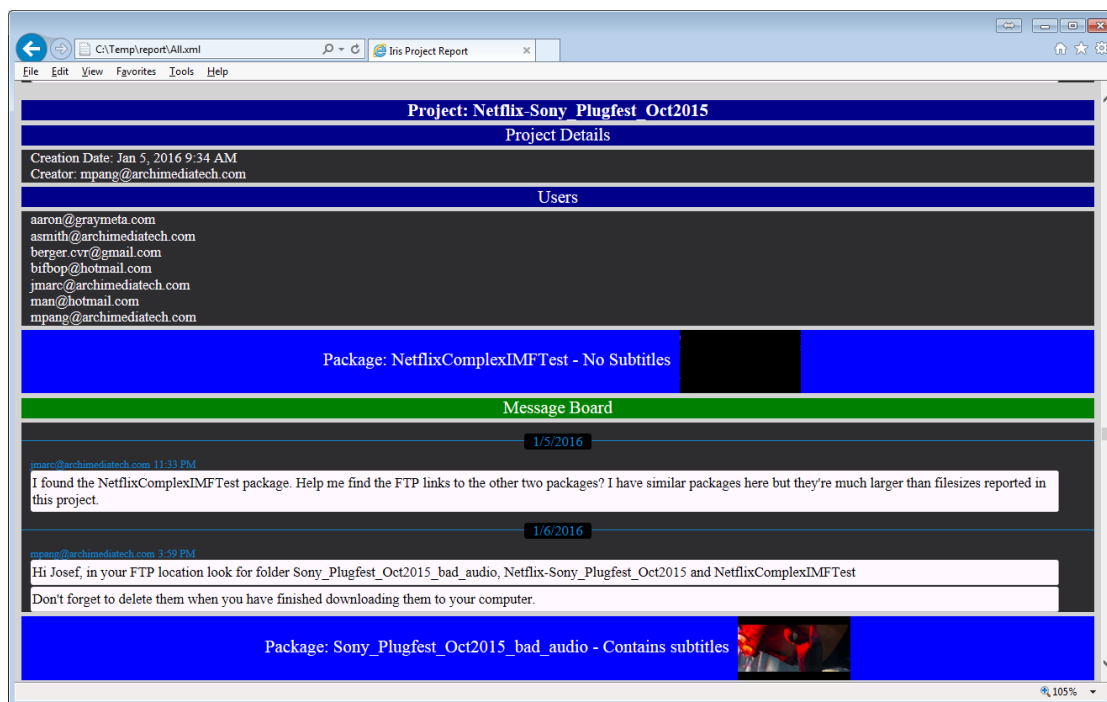 C:\Temp\report\All.xml
Iris Project Report
File Edit View Favorites Tools Help
Project: Netflix-Sony_Plugfest_Oct2015
Project Details
Creation Date: Jan 5, 2016 9:34 AM
Creator: mpang@archimediatech.com
Users
aaron@graymeta.com
asmith@archimediatech.com
berger.cvr@gmail.com
bifbop@hotmail.com
jmarc@archimediatech.com
man@hotmail.com
mpang@archimediatech.com
Package: NetflixComplexIMFTest - No Subtitles
Message Board
1/5/2016
jmarc@archimediatech.com 11:33 PM
I found the NetflixComplexIMFTest package. Help me find the FTP links to the other two packages? I have similar packages here but they're much larger than filesizes reported in
this project.
1/6/2016
mpang@archimediatech.com 3:59 PM
Hi Josef, in your FTP location look for folder Sony_Plugfest_Oct2015_bad_audio, Netflix-Sony_Plugfest_Oct2015 and NetflixComplexIMFTest
Don't forget to delete them when you have finished downloading them to your computer.
Package: Sony_Plugfest_Oct2015_bad_audio - Contains subtitles
105%